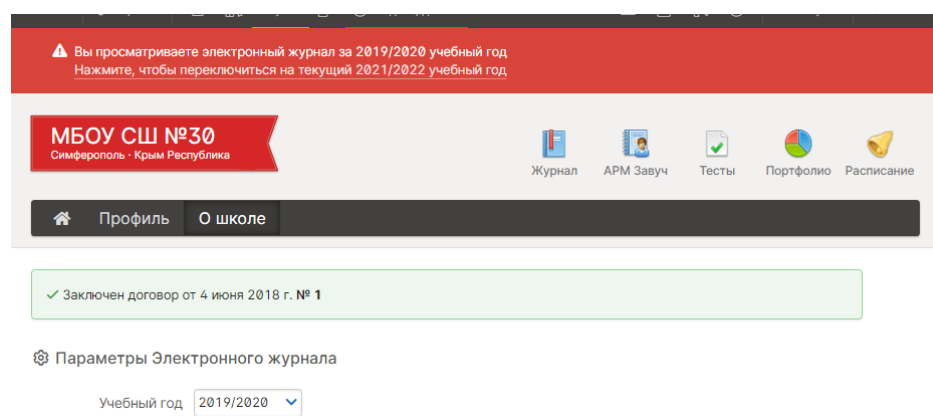 Вы просматриваете электронный журнал за 2019/2020 учебный год
Нажмите, чтобы переключиться на текущий 2021/2022 учебный год
МБОУ СШ №30
Симферополь · Крым Республика
Журнал
АРМ Завуч
Тесты
Портфолио
Расписание
Профиль
О школе
Заключен договор от 4 июня 2018 г. № 1
Параметры Электронного журнала
Учебный год 2019/2020